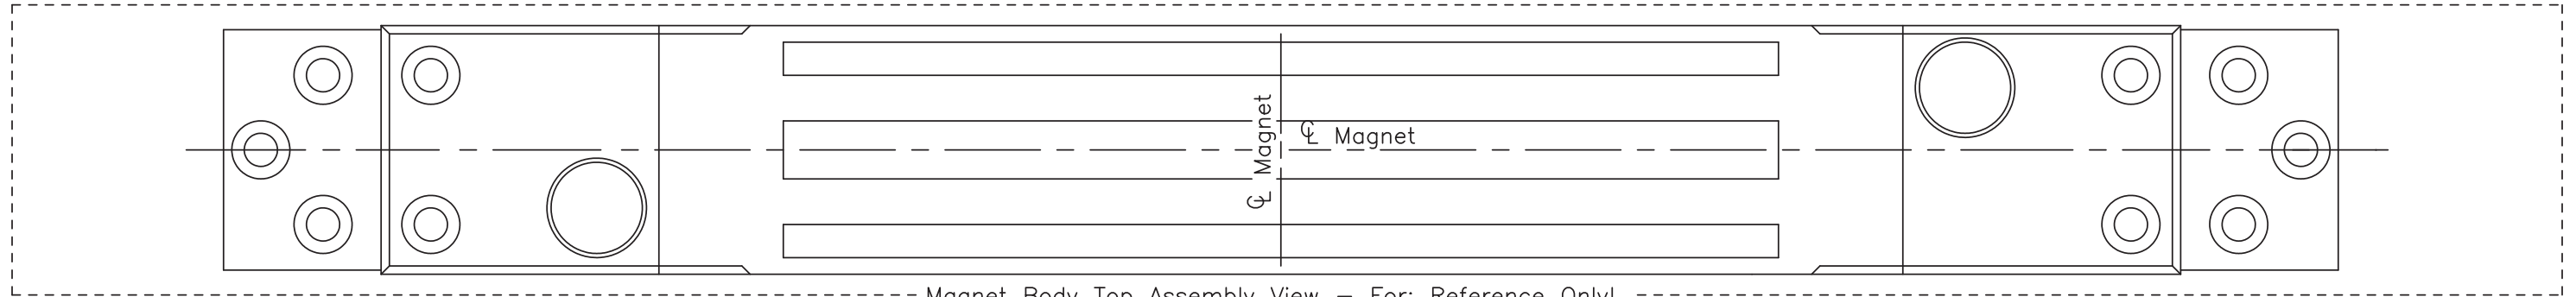 ℄ Magnet
℄ Magnet
Magnet Body Top Assembly View – For: Reference Only!